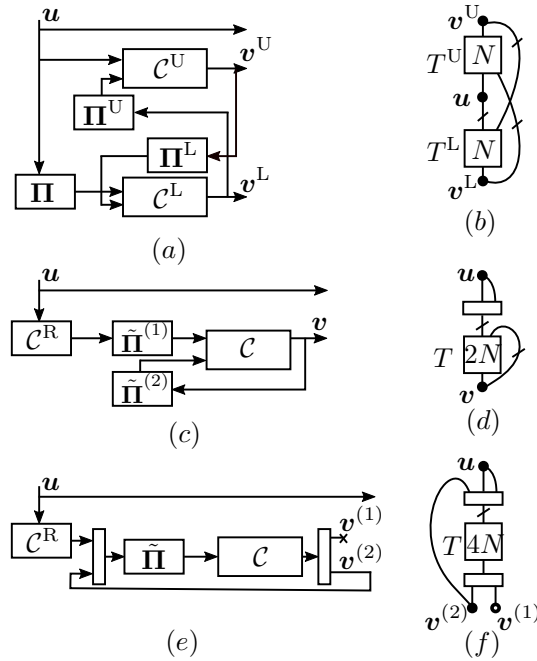 u
v^U
C^U
Π^U
v^U
T^U N
u
Π^L
T^L N
Π
C^L
v^L
v^L
(a)
(b)
u
u
C^R
Π̃^(1)
C
v
T 2N
Π̃^(2)
v
(c)
(d)
u
u
C^R
v^(1)
Π̃
C
T 4N
v^(2)
v^(2) v^(1)
(e)
(f)